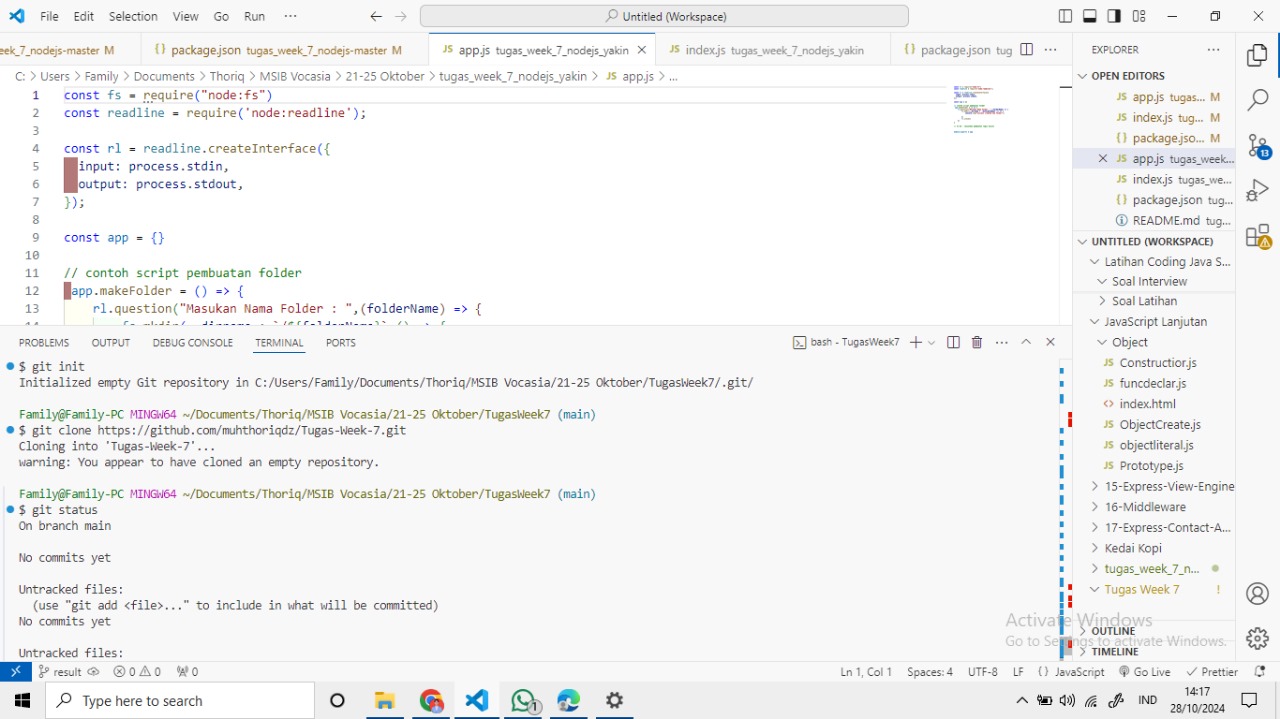 File Edit Selection View Go Run ··· Untitled (Workspace)
eek_7_nodejs-master M JS package.json tugas_week_7_nodejs-master M JS app.js tugas_week_7_nodejs_yakin JS index.js tugas_week_7_nodejs_yakin JS package.json tug ···
C: > Users > Family > Documents > Thoriq > MSIB Vocasia > 21-25 Oktober > tugas_week_7_nodejs_yakin > JS app.js > ...
1 const fs = require("node:fs")
2 const readline = require('node:readline');
3
4 const rl = readline.createInterface({
5 input: process.stdin,
6 output: process.stdout,
7 });
8
9 const app = {}
10
11 // contoh script pembuatan folder
12 app.makeFolder = () => {
13 rl.question("Masukan Nama Folder : ",(folderName) => {
14 fs.mkdir(__dirname + `/${folderName}`,() => {
PROBLEMS OUTPUT DEBUG CONSOLE TERMINAL PORTS bash - TugasWeek7
$ git init
Initialized empty Git repository in C:/Users/Family/Documents/Thoriq/MSIB Vocasia/21-25 Oktober/TugasWeek7/.git/
Family@Family-PC MINGW64 ~/Documents/Thoriq/MSIB Vocasia/21-25 Oktober/TugasWeek7 (main)
$ git clone https://github.com/muhthoriqdz/Tugas-Week-7.git
Cloning into 'Tugas-Week-7'...
warning: You appear to have cloned an empty repository.
Family@Family-PC MINGW64 ~/Documents/Thoriq/MSIB Vocasia/21-25 Oktober/TugasWeek7 (main)
$ git status
On branch main
No commits yet
Untracked files:
(use "git add <file>..." to include in what will be committed)
No commits yet
Untracked files:
EXPLORER ···
OPEN EDITORS
JS app.js tugas... M
JS index.js tug... M
package.jso... M
JS app.js tugas_week...
JS index.js tugas_we...
package.json tug...
README.md tug...
UNTITLED (WORKSPACE)
Latihan Coding Java S...
Soal Interview
Soal Latihan
JavaScript Lanjutan
Object
JS Constructior.js
JS funcdeclar.js
<> index.html
JS ObjectCreate.js
JS objectliteral.js
JS Prototype.js
15-Express-View-Engine
16-Middleware
17-Express-Contact-A...
Kedai Kopi
tugas_week_7_n...
Tugas Week 7 !
OUTLINE
TIMELINE
13
Activate Windows
Go to Settings to activate Windows.
result 0 0 0 Ln 1, Col 1 Spaces: 4 UTF-8 LF {} JavaScript Go Live Prettier
Type here to search 1 IND 14:17
28/10/2024